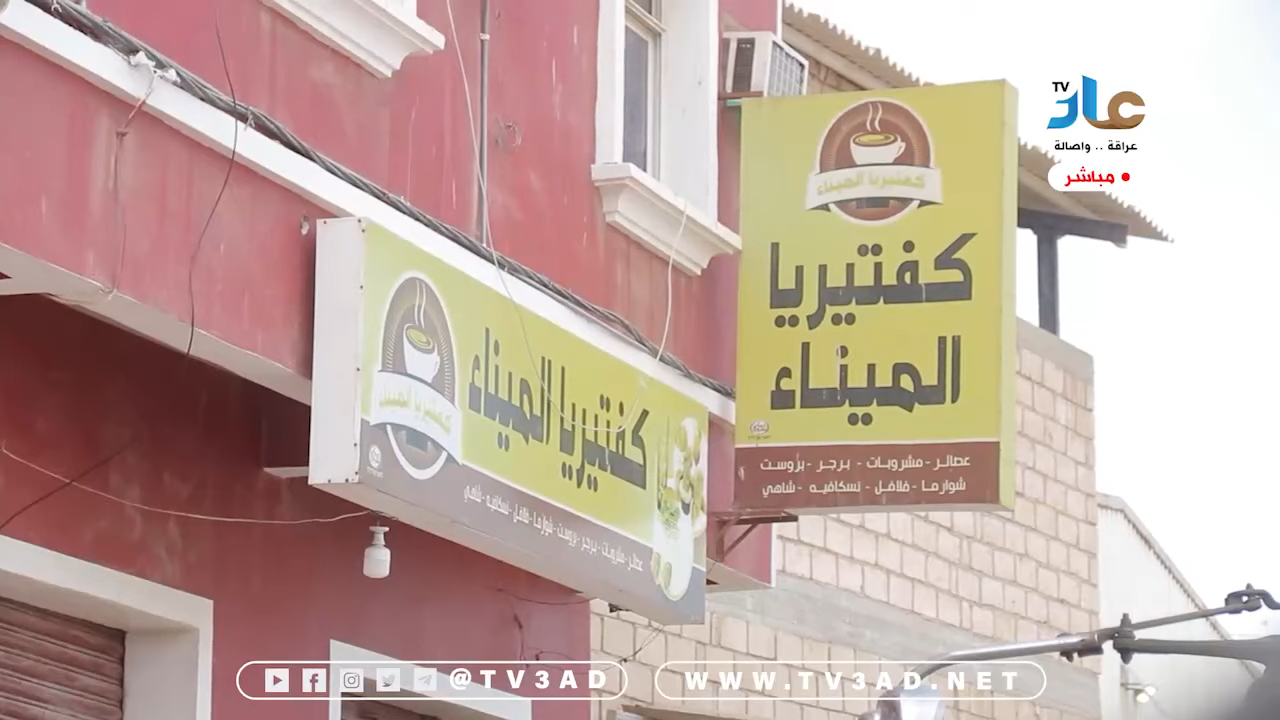 TV
عاد
عراقة .. واصالة
مباشر
كفتيريا الميناء
كفتيريا
الميناء
عصائر - مشروبات - برجر - بروست
شوارما - فلافل - نسكافيه - شاهي
كفتيريا الميناء
كفتيريا الميناء
عصائر - مشروبات - برجر - بروست - شوارما - فلافل - نسكافيه - شاهي
@TV3AD
WWW.TV3AD.NET